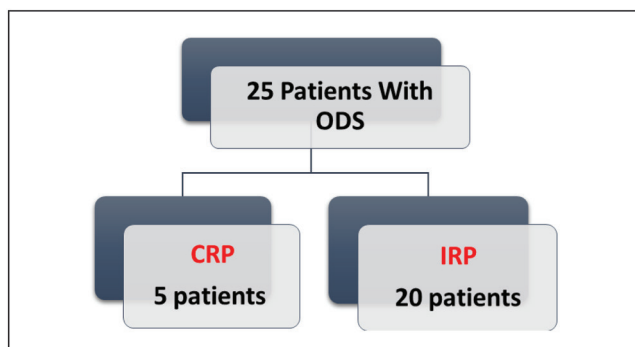 25 Patients With
ODS
CRP
5 patients
IRP
20 patients